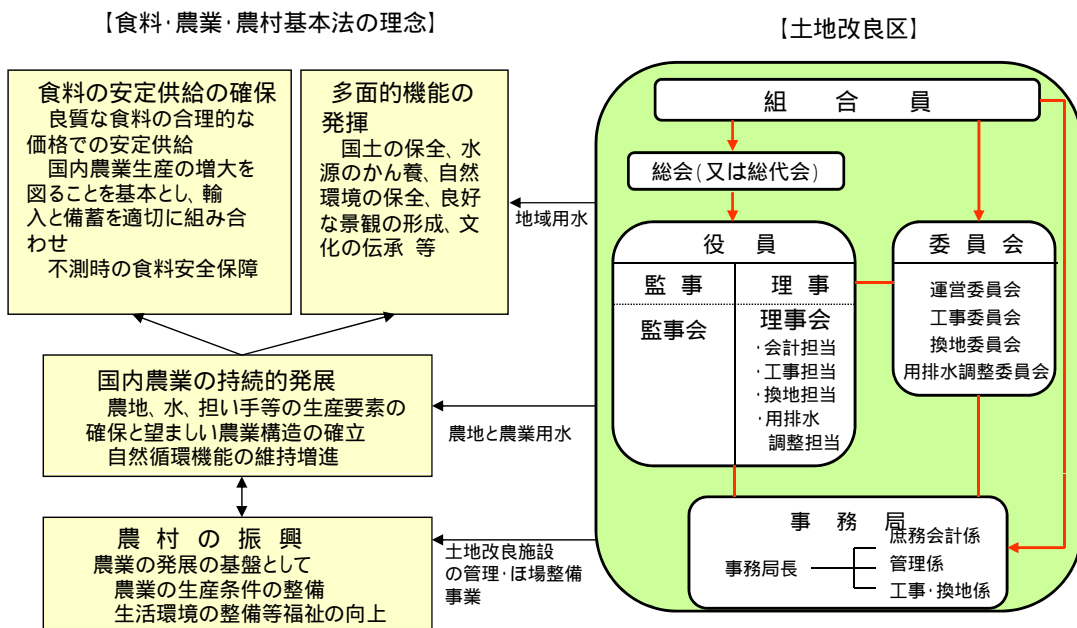 【食料・農業・農村基本法の理念】
食料の安定供給の確保
良質な食料の合理的な
価格での安定供給
国内農業生産の増大を
図ることを基本とし、輸
入と備蓄を適切に組み合
わせ
不測時の食料安全保障
多面的機能の
発揮
国土の保全、水
源のかん養、自然
環境の保全、良好
な景観の形成、文
化の伝承 等
国内農業の持続的発展
農地、水、担い手等の生産要素の
確保と望ましい農業構造の確立
自然循環機能の維持増進
農村の振興
農業の発展の基盤として
農業の生産条件の整備
生活環境の整備等福祉の向上
地域用水
農地と農業用水
土地改良施設
の管理・ほ場整備
事業
【土地改良区】
組合員
総会(又は総代会)
役員
監事
監事会
理事
理事会
・会計担当
・工事担当
・換地担当
・用排水
調整担当
委員会
運営委員会
工事委員会
換地委員会
用排水調整委員会
事務局
事務局長
庶務会計係
管理係
工事・換地係